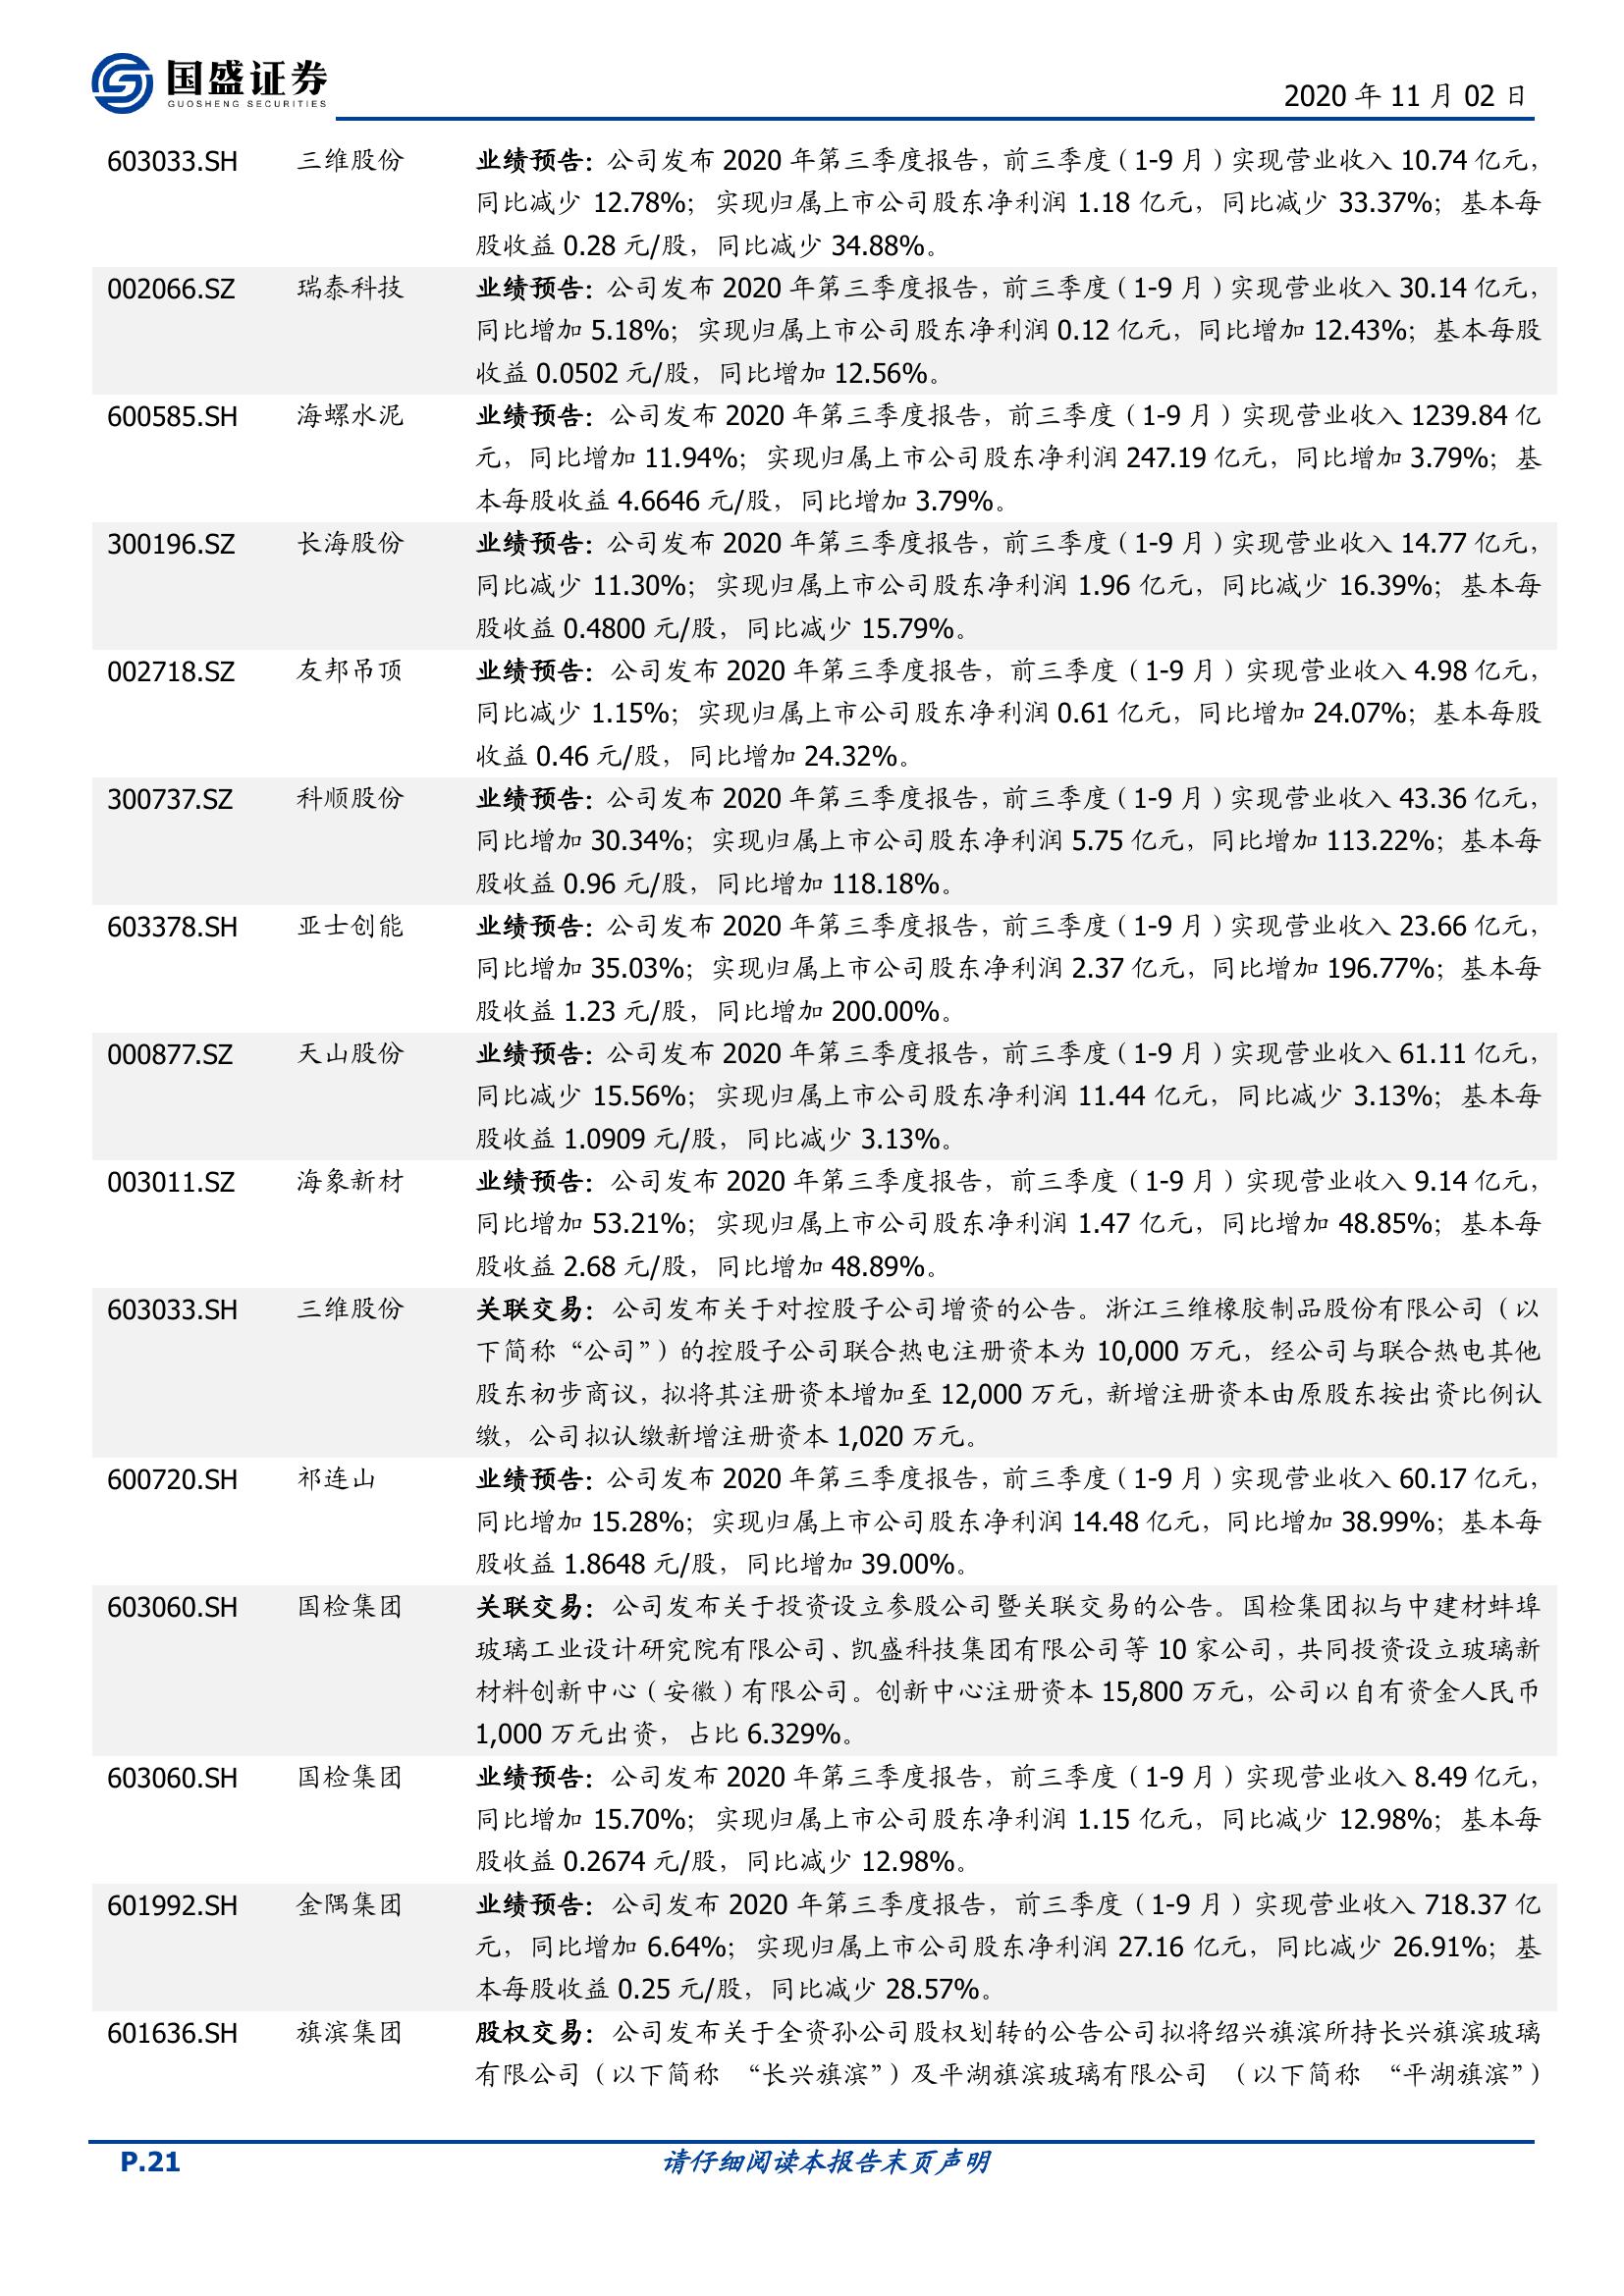 国盛证券
GUOSHENG SECURITIES
2020 年 11 月 02 日
603033.SH 三维股份 业绩预告：公司发布 2020 年第三季度报告，前三季度（1-9 月）实现营业收入 10.74 亿元，
同比减少 12.78%；实现归属上市公司股东净利润 1.18 亿元，同比减少 33.37%；基本每
股收益 0.28 元/股，同比减少 34.88%。
002066.SZ 瑞泰科技 业绩预告：公司发布 2020 年第三季度报告，前三季度（1-9 月）实现营业收入 30.14 亿元，
同比增加 5.18%；实现归属上市公司股东净利润 0.12 亿元，同比增加 12.43%；基本每股
收益 0.0502 元/股，同比增加 12.56%。
600585.SH 海螺水泥 业绩预告：公司发布 2020 年第三季度报告，前三季度（1-9 月）实现营业收入 1239.84 亿
元，同比增加 11.94%；实现归属上市公司股东净利润 247.19 亿元，同比增加 3.79%；基
本每股收益 4.6646 元/股，同比增加 3.79%。
300196.SZ 长海股份 业绩预告：公司发布 2020 年第三季度报告，前三季度（1-9 月）实现营业收入 14.77 亿元，
同比减少 11.30%；实现归属上市公司股东净利润 1.96 亿元，同比减少 16.39%；基本每
股收益 0.4800 元/股，同比减少 15.79%。
002718.SZ 友邦吊顶 业绩预告：公司发布 2020 年第三季度报告，前三季度（1-9 月）实现营业收入 4.98 亿元，
同比减少 1.15%；实现归属上市公司股东净利润 0.61 亿元，同比增加 24.07%；基本每股
收益 0.46 元/股，同比增加 24.32%。
300737.SZ 科顺股份 业绩预告：公司发布 2020 年第三季度报告，前三季度（1-9 月）实现营业收入 43.36 亿元，
同比增加 30.34%；实现归属上市公司股东净利润 5.75 亿元，同比增加 113.22%；基本每
股收益 0.96 元/股，同比增加 118.18%。
603378.SH 亚士创能 业绩预告：公司发布 2020 年第三季度报告，前三季度（1-9 月）实现营业收入 23.66 亿元，
同比增加 35.03%；实现归属上市公司股东净利润 2.37 亿元，同比增加 196.77%；基本每
股收益 1.23 元/股，同比增加 200.00%。
000877.SZ 天山股份 业绩预告：公司发布 2020 年第三季度报告，前三季度（1-9 月）实现营业收入 61.11 亿元，
同比减少 15.56%；实现归属上市公司股东净利润 11.44 亿元，同比减少 3.13%；基本每
股收益 1.0909 元/股，同比减少 3.13%。
003011.SZ 海象新材 业绩预告：公司发布 2020 年第三季度报告，前三季度（1-9 月）实现营业收入 9.14 亿元，
同比增加 53.21%；实现归属上市公司股东净利润 1.47 亿元，同比增加 48.85%；基本每
股收益 2.68 元/股，同比增加 48.89%。
603033.SH 三维股份 关联交易：公司发布关于对控股子公司增资的公告。浙江三维橡胶制品股份有限公司（以
下简称“公司”）的控股子公司联合热电注册资本为 10,000 万元，经公司与联合热电其他
股东初步商议，拟将其注册资本增加至 12,000 万元，新增注册资本由原股东按出资比例认
缴，公司拟认缴新增注册资本 1,020 万元。
600720.SH 祁连山 业绩预告：公司发布 2020 年第三季度报告，前三季度（1-9 月）实现营业收入 60.17 亿元，
同比增加 15.28%；实现归属上市公司股东净利润 14.48 亿元，同比增加 38.99%；基本每
股收益 1.8648 元/股，同比增加 39.00%。
603060.SH 国检集团 关联交易：公司发布关于投资设立参股公司暨关联交易的公告。国检集团拟与中建材蚌埠
玻璃工业设计研究院有限公司、凯盛科技集团有限公司等 10 家公司，共同投资设立玻璃新
材料创新中心（安徽）有限公司。创新中心注册资本 15,800 万元，公司以自有资金人民币
1,000 万元出资，占比 6.329%。
603060.SH 国检集团 业绩预告：公司发布 2020 年第三季度报告，前三季度（1-9 月）实现营业收入 8.49 亿元，
同比增加 15.70%；实现归属上市公司股东净利润 1.15 亿元，同比减少 12.98%；基本每
股收益 0.2674 元/股，同比减少 12.98%。
601992.SH 金隅集团 业绩预告：公司发布 2020 年第三季度报告，前三季度（1-9 月）实现营业收入 718.37 亿
元，同比增加 6.64%；实现归属上市公司股东净利润 27.16 亿元，同比减少 26.91%；基
本每股收益 0.25 元/股，同比减少 28.57%。
601636.SH 旗滨集团 股权交易：公司发布关于全资孙公司股权划转的公告公司拟将绍兴旗滨所持长兴旗滨玻璃
有限公司（以下简称 “长兴旗滨”）及平湖旗滨玻璃有限公司 （以下简称 “平湖旗滨”）
P.21 请仔细阅读本报告末页声明